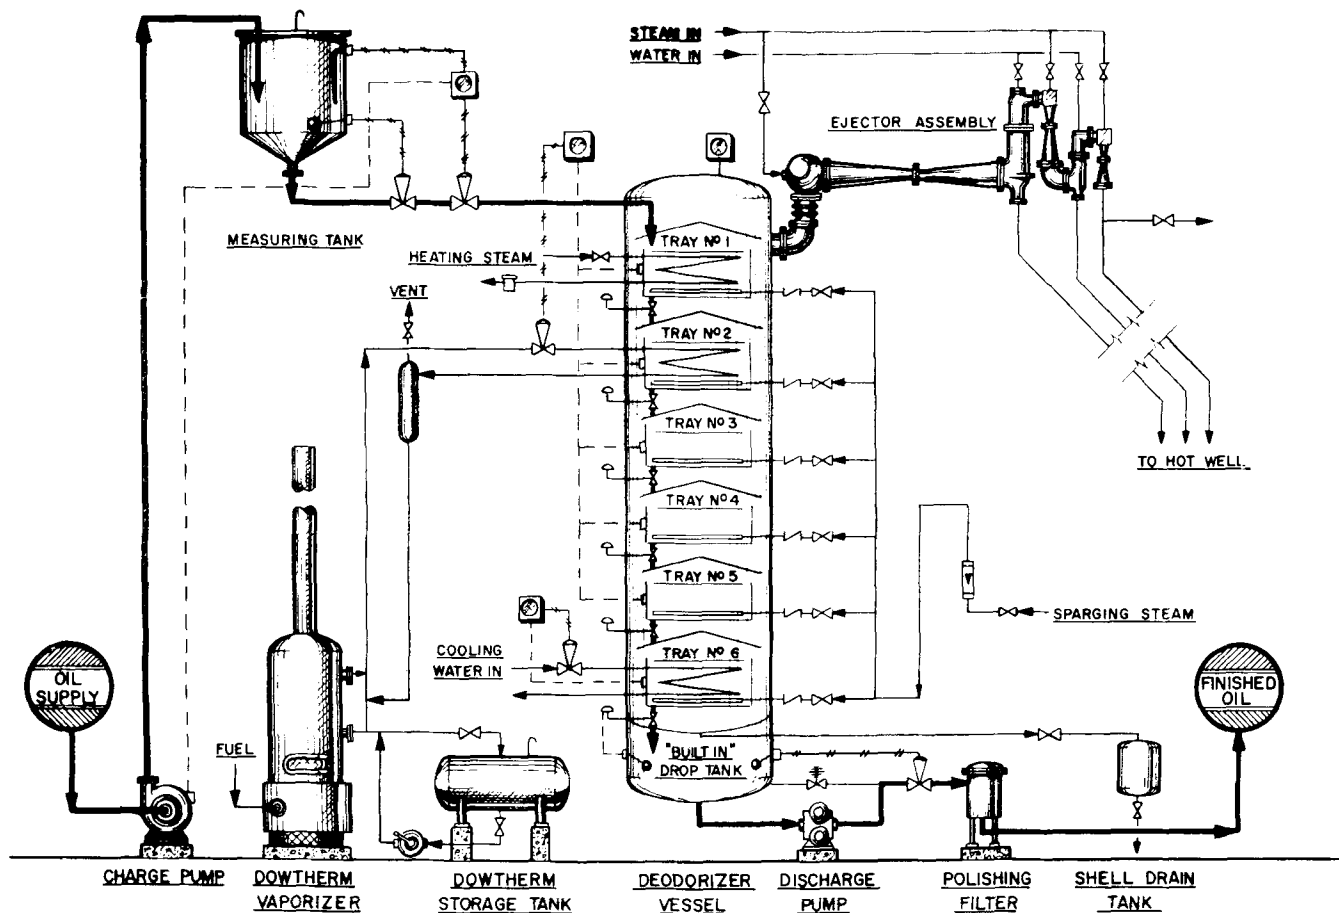 STEAM IN
WATER IN
EJECTOR ASSEMBLY
MEASURING TANK
HEATING STEAM
VENT
TRAY Nº 1
TRAY Nº 2
TRAY Nº 3
TRAY Nº 4
TRAY Nº 5
TRAY Nº 6
TO HOT WELL
SPARGING STEAM
COOLING
WATER IN
OIL
SUPPLY
FUEL
"BUILT IN"
DROP TANK
FINISHED
OIL
CHARGE PUMP
DOWTHERM
VAPORIZER
DOWTHERM
STORAGE TANK
DEODORIZER
VESSEL
DISCHARGE
PUMP
POLISHING
FILTER
SHELL DRAIN
TANK